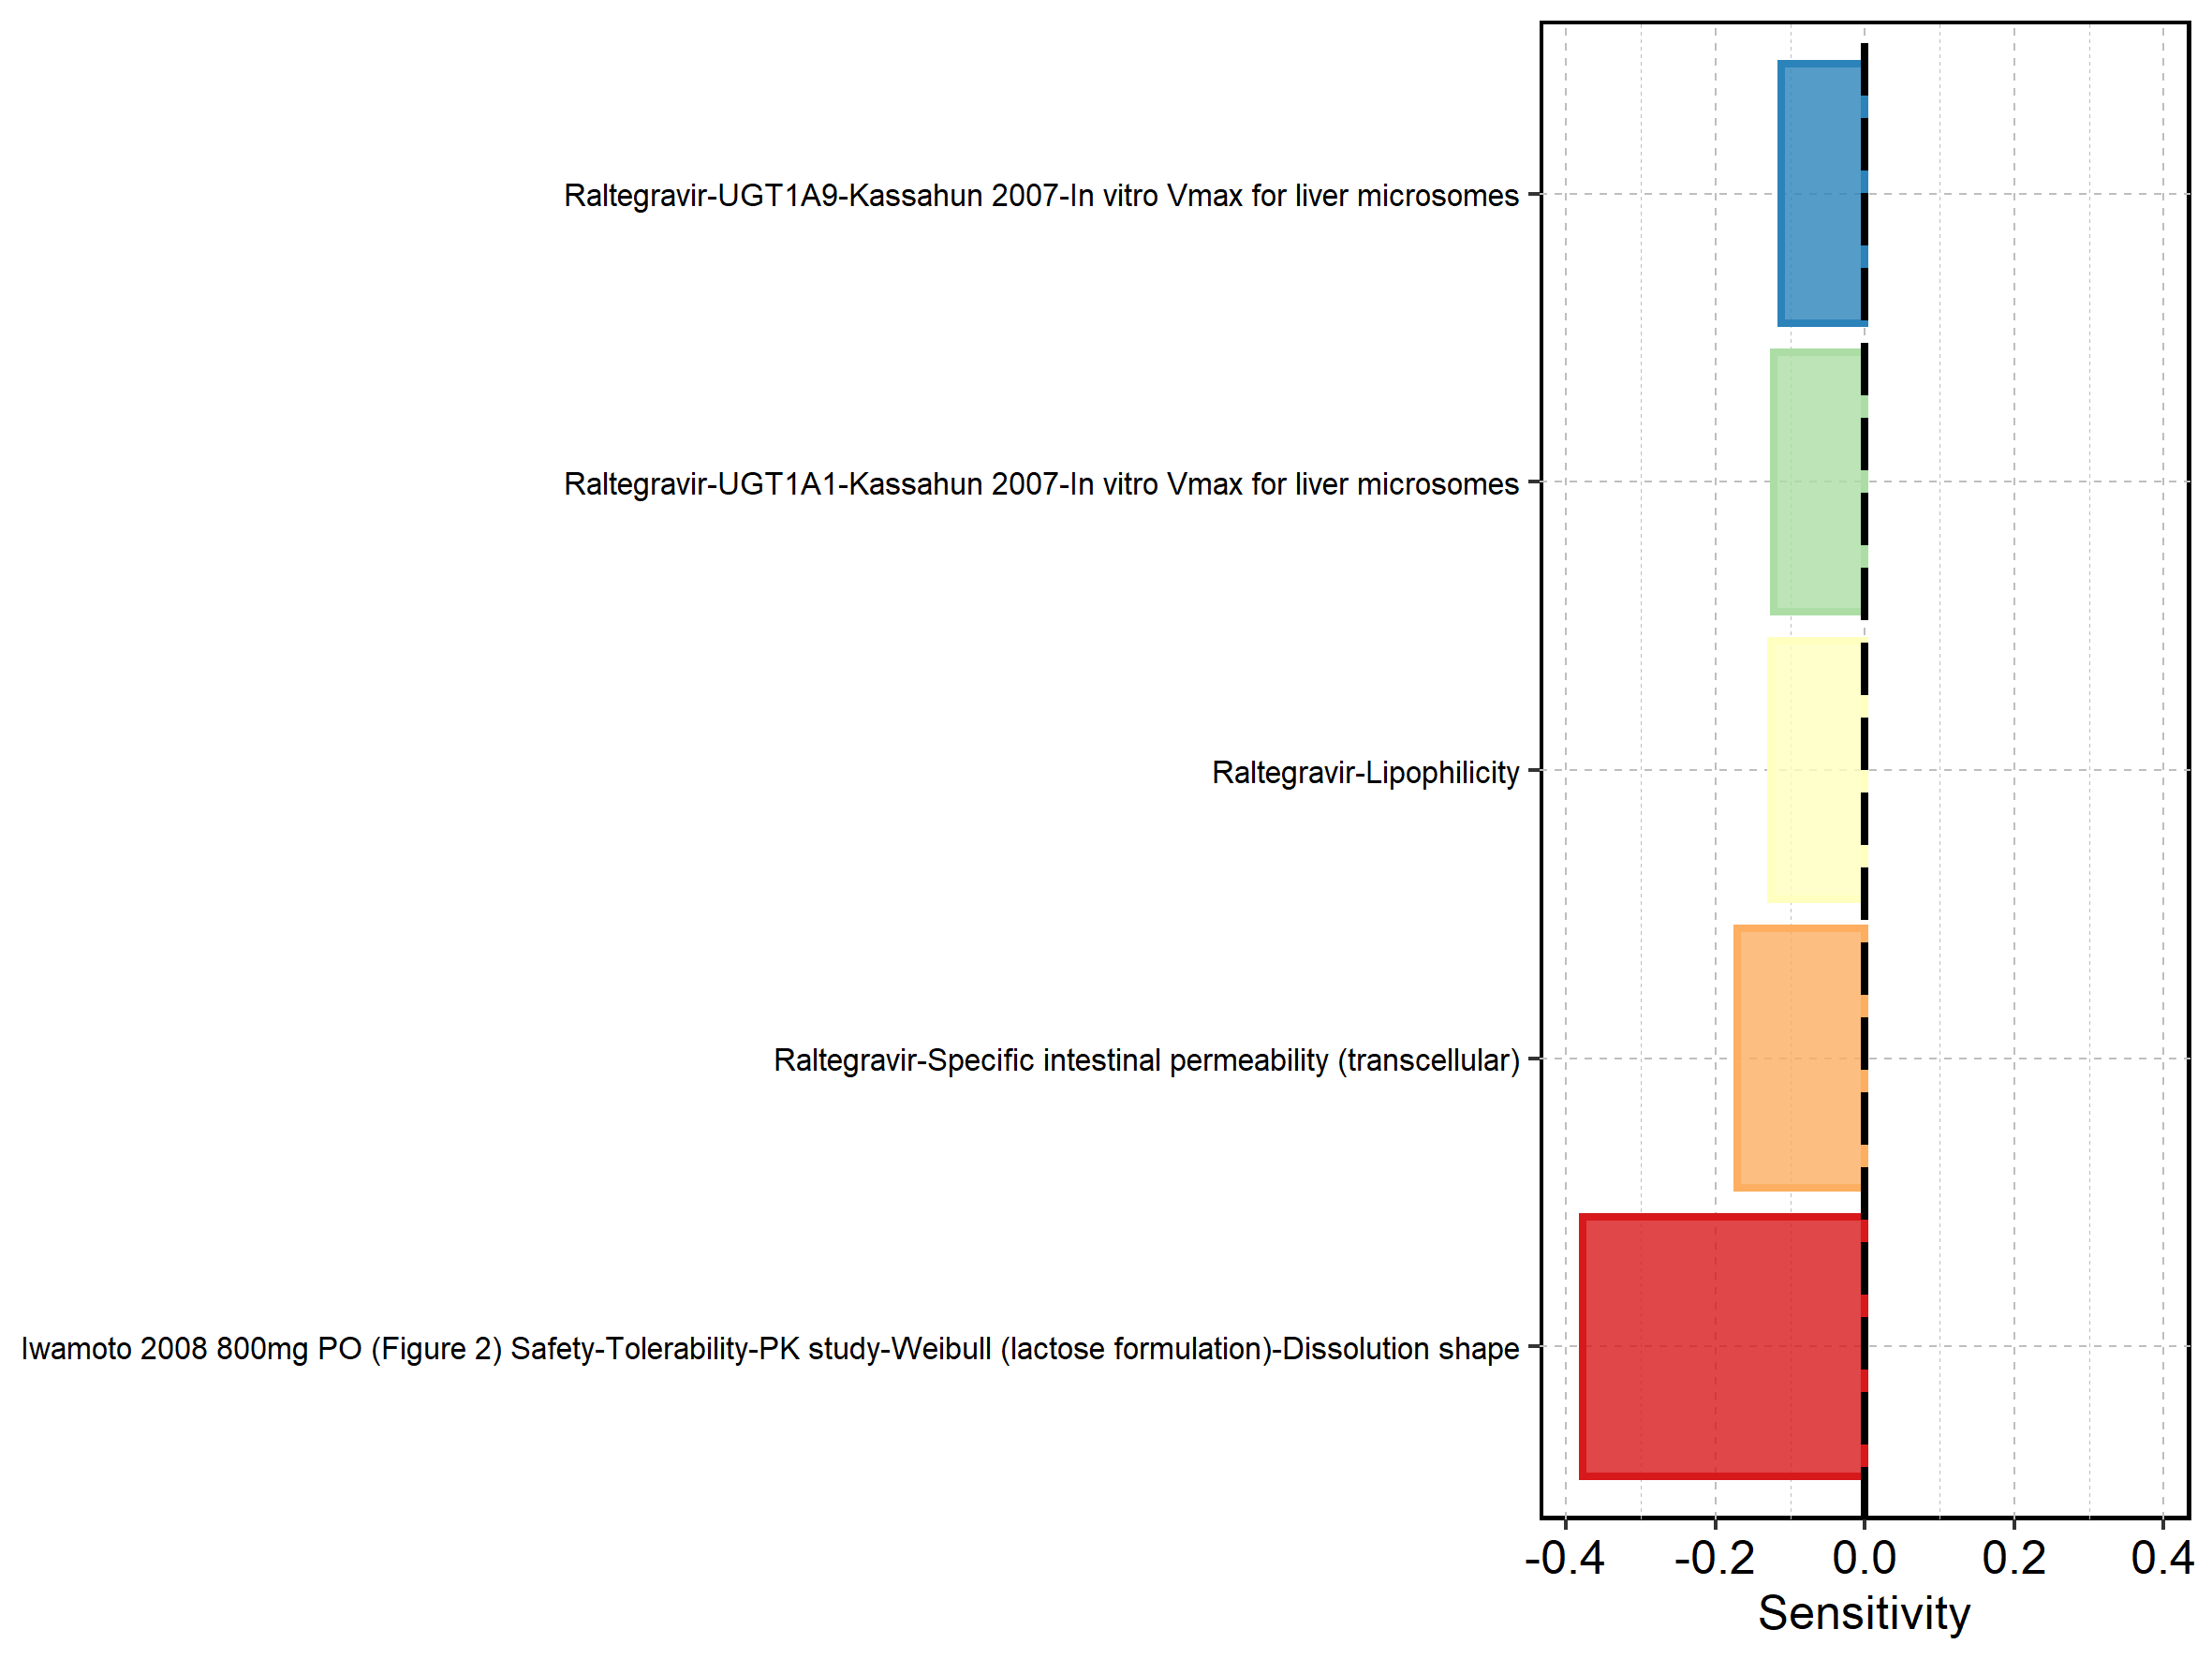 Raltegravir-UGT1A9-Kassahun 2007-In vitro Vmax for liver microsomes
Raltegravir-UGT1A1-Kassahun 2007-In vitro Vmax for liver microsomes
Raltegravir-Lipophilicity
Raltegravir-Specific intestinal permeability (transcellular)
Iwamoto 2008 800mg PO (Figure 2) Safety-Tolerability-PK study-Weibull (lactose formulation)-Dissolution shape
-0.4 -0.2 0.0 0.2 0.4
Sensitivity